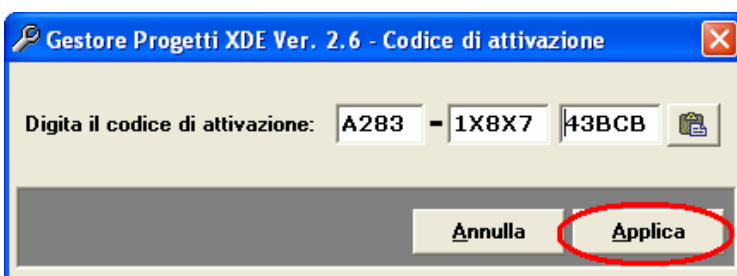 Gestore Progetti XDE Ver. 2.6 - Codice di attivazione
Digita il codice di attivazione: A283 - 1X8X7 43BCB
Annulla Applica